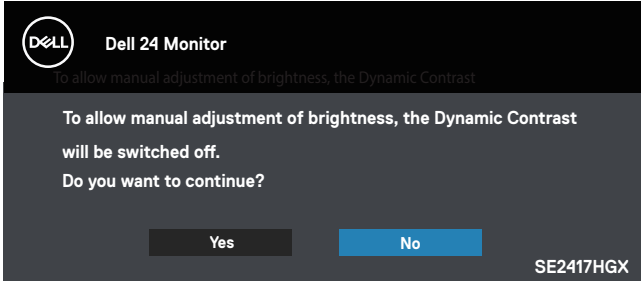 DELL
Dell 24 Monitor
To allow manual adjustment of brightness, the Dynamic Contrast
To allow manual adjustment of brightness, the Dynamic Contrast
will be switched off.
Do you want to continue?
Yes No
SE2417HGX